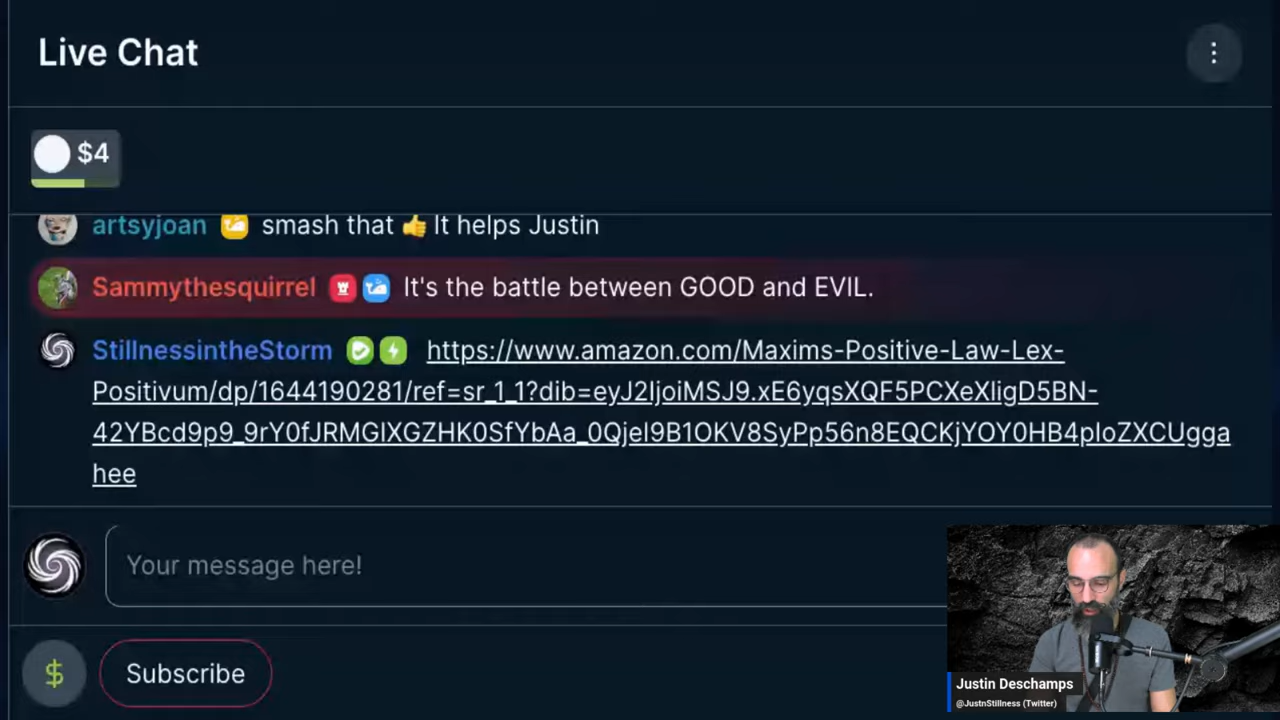 Live Chat
$4
artsyjoan smash that 👍 It helps Justin
Sammythesquirrel It's the battle between GOOD and EVIL.
StillnessintheStorm https://www.amazon.com/Maxims-Positive-Law-Lex-
Positivum/dp/1644190281/ref=sr_1_1?dib=eyJ2IjoiMSJ9.xE6yqsXQF5PCXeXligD5BN-
42YBcd9p9_9rY0fJRMGlXGZHK0SfYbAa_0Qjel9B1OKV8SyPp56n8EQCKjYOY0HB4ploZXCUgga
hee
Your message here!
$ Subscribe
Justin Deschamps
@JustnStillness (Twitter)